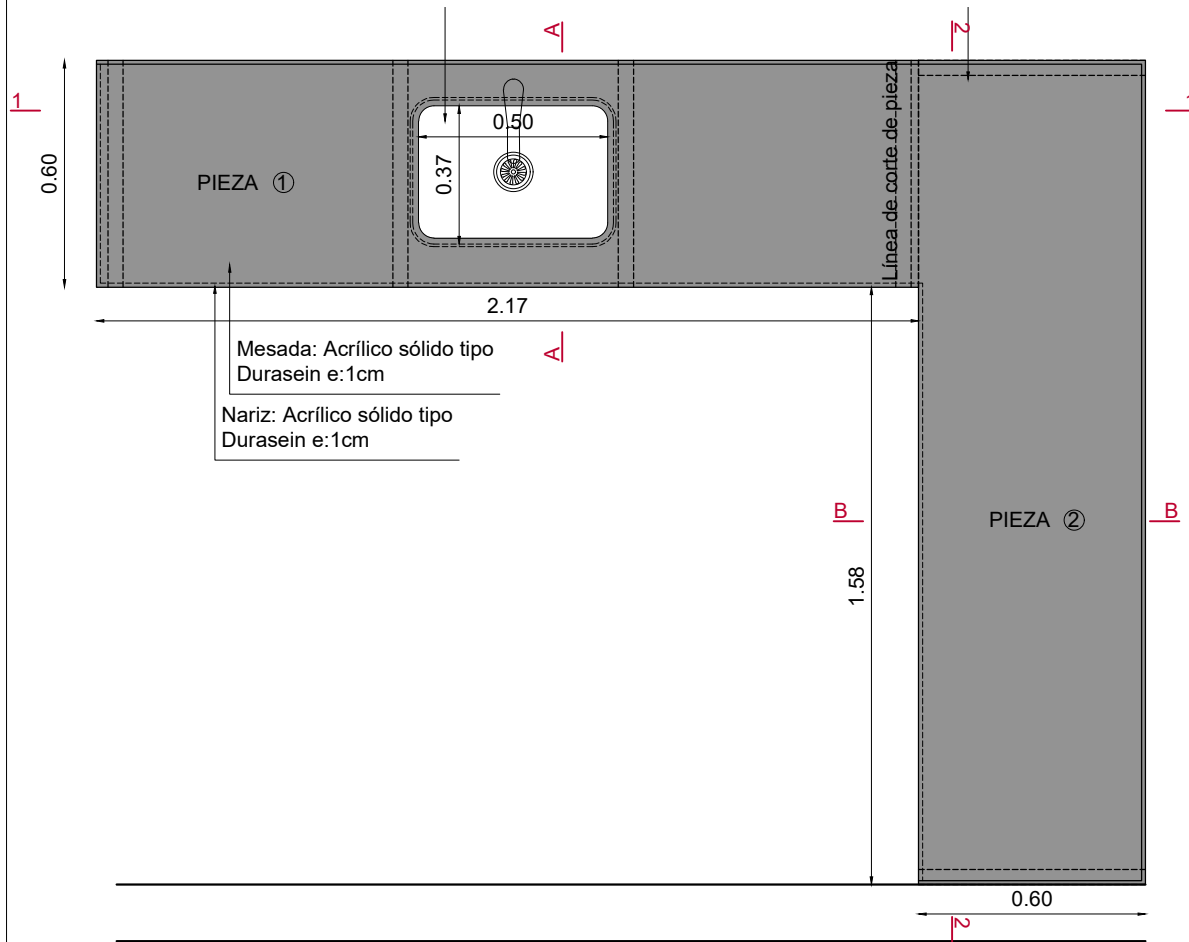 A
2
1
1
0.60
0.50
0.37
PIEZA 1
Línea de corte de pieza
2.17
A
Mesada: Acrílico sólido tipo
Durasein e:1cm
Nariz: Acrílico sólido tipo
Durasein e:1cm
B
B
PIEZA 2
1.58
0.60
2